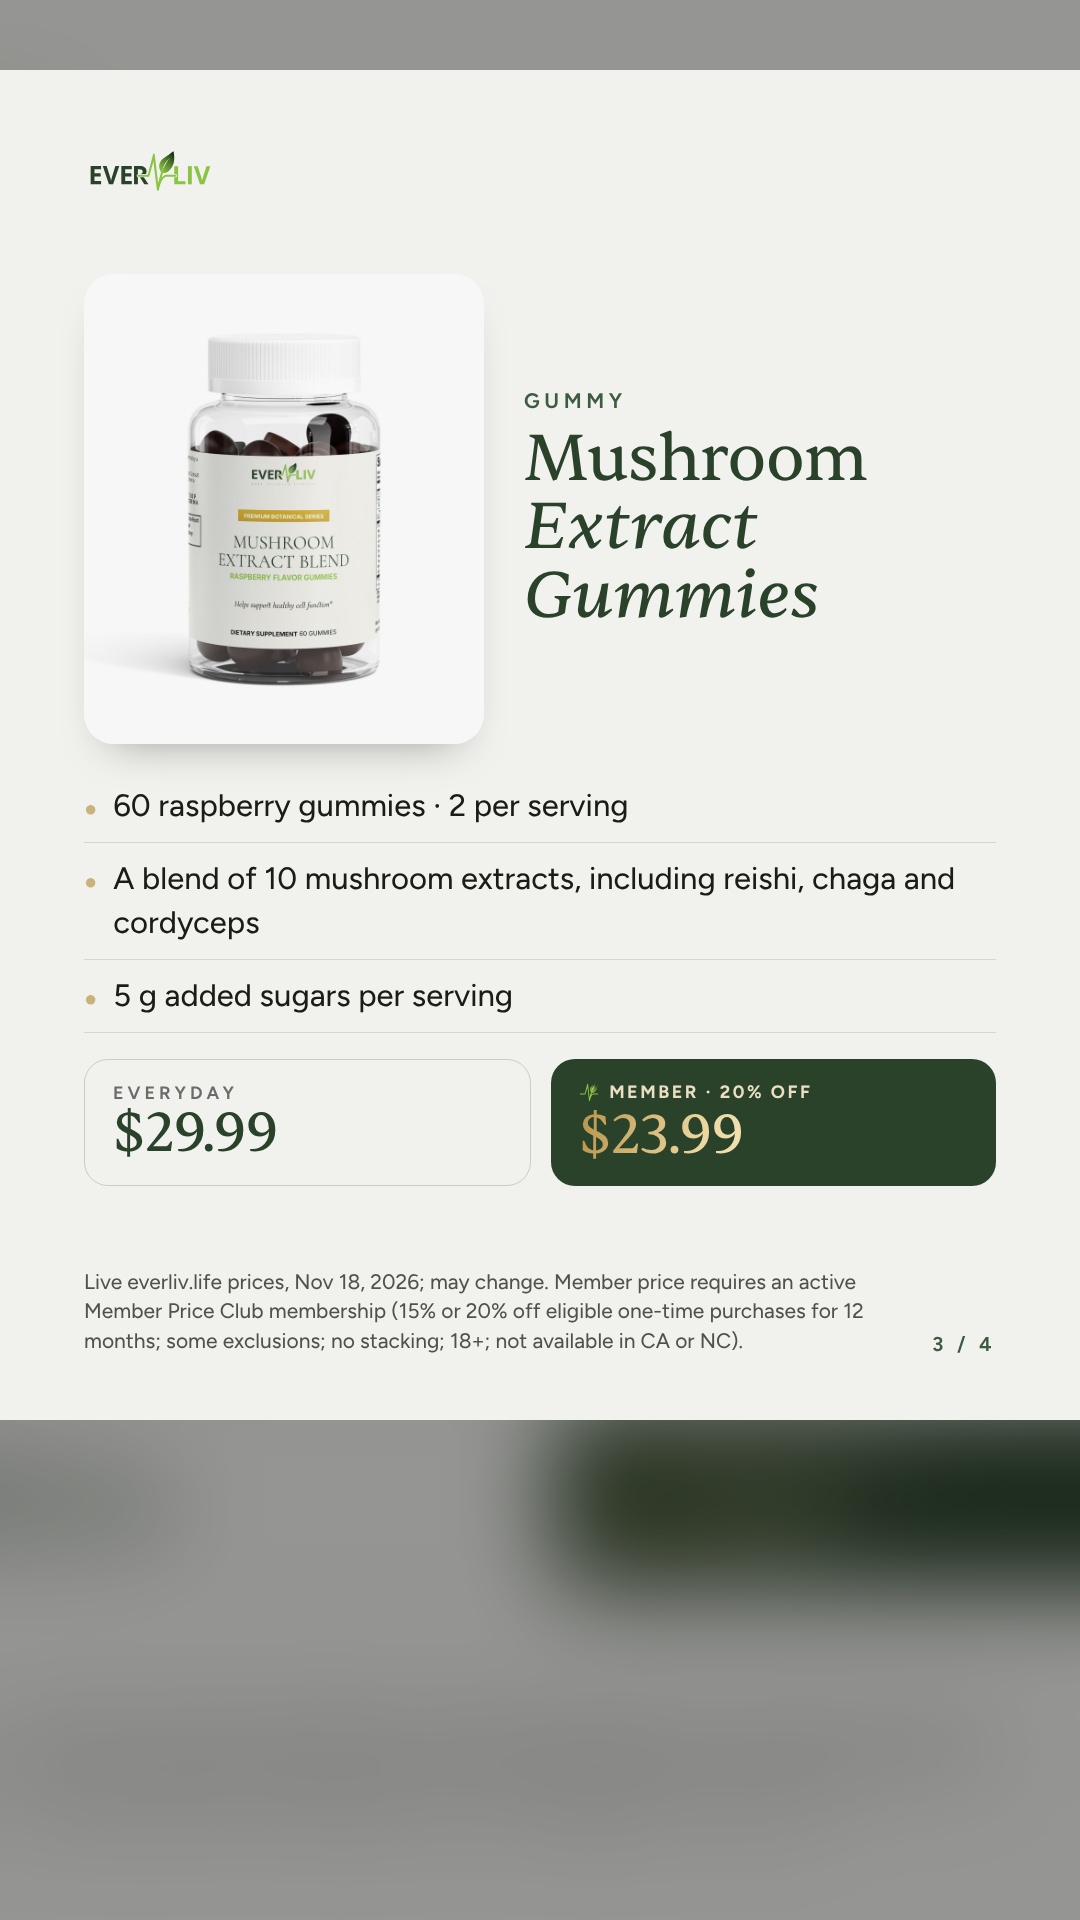 EVERLIV
GUMMY
Mushroom
Extract
Gummies
EVERLIV
PREMIUM BOTANICAL SERIES
MUSHROOM
EXTRACT BLEND
RASPBERRY FLAVOR GUMMIES
Helps support healthy cell function*
DIETARY SUPPLEMENT 60 GUMMIES
• 60 raspberry gummies · 2 per serving
• A blend of 10 mushroom extracts, including reishi, chaga and
cordyceps
• 5 g added sugars per serving
EVERYDAY
$29.99
MEMBER · 20% OFF
$23.99
Live everliv.life prices, Nov 18, 2026; may change. Member price requires an active
Member Price Club membership (15% or 20% off eligible one-time purchases for 12
months; some exclusions; no stacking; 18+; not available in CA or NC).
3 / 4